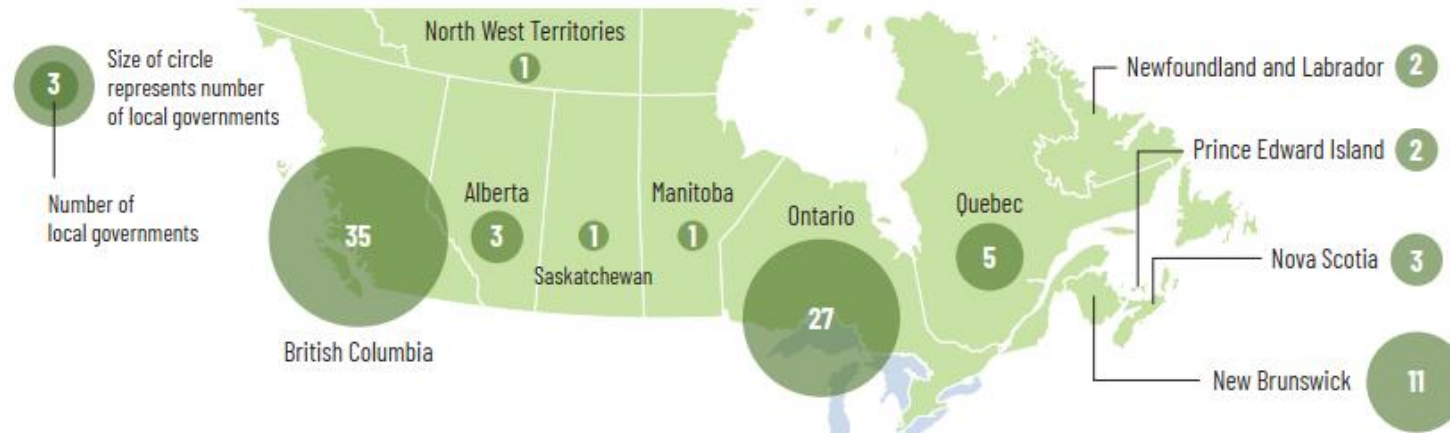 3
Size of circle
represents number
of local governments
Number of
local governments
North West Territories
1
35
British Columbia
Alberta
3
1
Saskatchewan
Manitoba
1
Ontario
27
Quebec
5
Newfoundland and Labrador 2
Prince Edward Island 2
Nova Scotia 3
New Brunswick 11